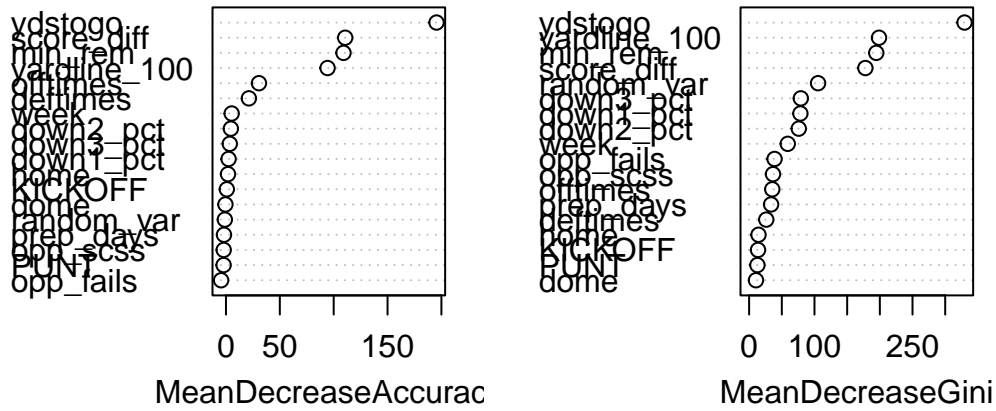 ydstogo
score_diff
min_rem
yardline_100
offtimes
deftimes
week
down2_pct
down3_pct
down1_pct
home
KICKOFF
dome
random_var
prep_days
opp_scss
PUNT
opp_fails
0 50 150
MeanDecreaseAccurac
ydstogo
yardline_100
min_rem
score_diff
random_var
down3_pct
down1_pct
down2_pct
week
opp_fails
opp_scss
offtimes
prep_days
deftimes
home
KICKOFF
PUNT
dome
0 100 250
MeanDecreaseGini